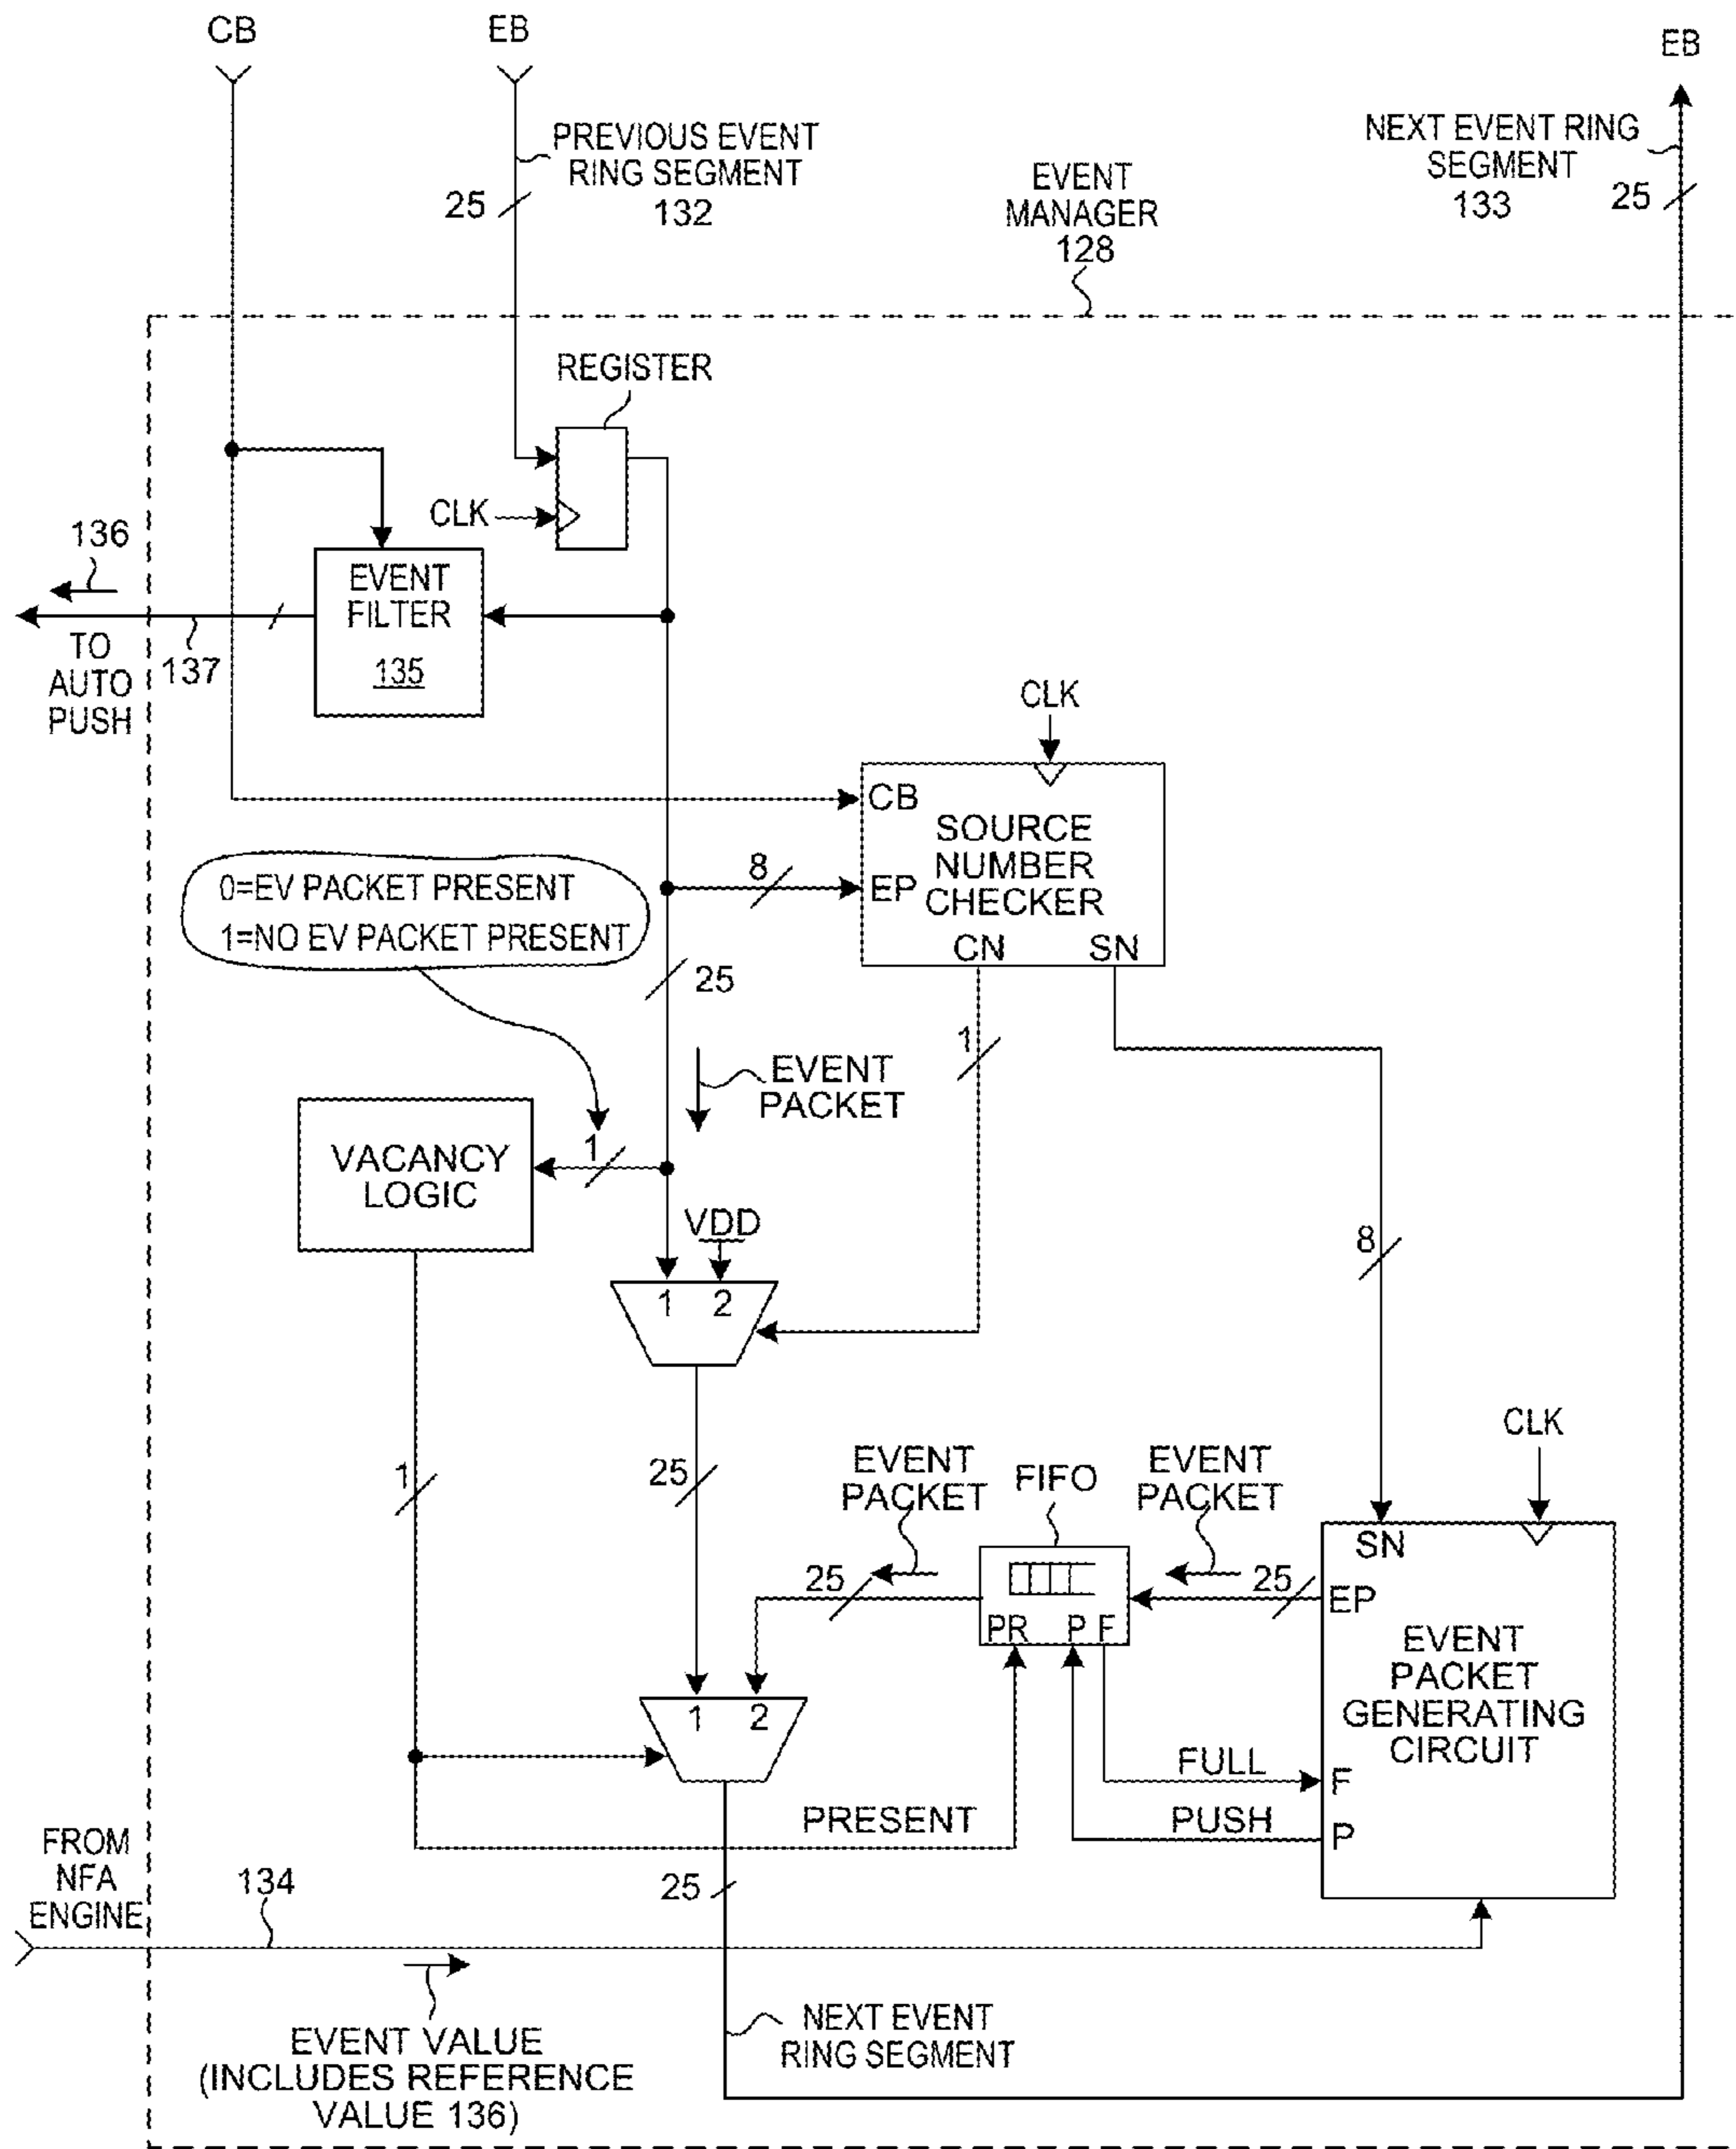 CB
EB
EB
PREVIOUS EVENT
RING SEGMENT
132
25
EVENT
MANAGER
128
NEXT EVENT RING
SEGMENT
133
25
REGISTER
CLK
136
EVENT
FILTER
135
TO
AUTO
PUSH
137
CLK
CB
SOURCE
NUMBER
CHECKER
EP
CN
SN
8
0=EV PACKET PRESENT
1=NO EV PACKET PRESENT
25
1
EVENT
PACKET
VACANCY
LOGIC
1
VDD
1 2
8
CLK
1
25
EVENT
PACKET
FIFO
EVENT
PACKET
25
PR P F
25
SN
EP
EVENT
PACKET
GENERATING
CIRCUIT
F
P
1 2
FULL
PUSH
PRESENT
25
FROM
NFA
ENGINE
134
EVENT VALUE
(INCLUDES REFERENCE
VALUE 136)
NEXT EVENT
RING SEGMENT